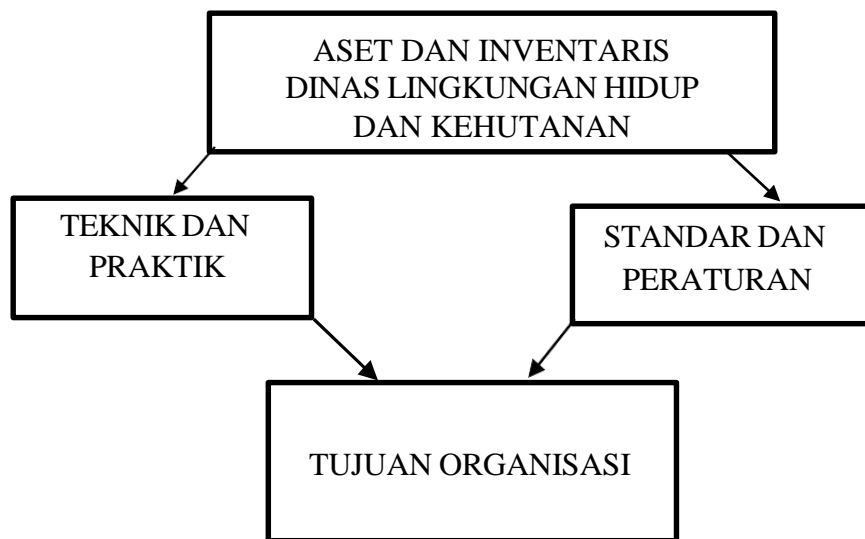 ASET DAN INVENTARIS
DINAS LINGKUNGAN HIDUP
DAN KEHUTANAN
TEKNIK DAN
PRAKTIK
STANDAR DAN
PERATURAN
TUJUAN ORGANISASI